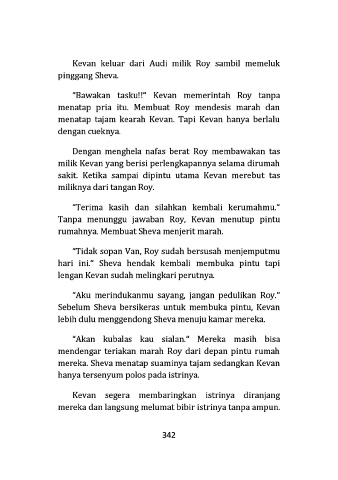 Kevan keluar dari Audi milik Roy sambil memeluk
pinggang Sheva.
"Bawakan tasku!!" Kevan memerintah Roy tanpa
menatap pria itu. Membuat Roy mendesis marah dan
menatap tajam kearah Kevan. Tapi Kevan hanya berlalu
dengan cueknya.
Dengan menghela nafas berat Roy membawakan tas
milik Kevan yang berisi perlengkapannya selama dirumah
sakit. Ketika sampai dipintu utama Kevan merebut tas
miliknya dari tangan Roy.
"Terima kasih dan silahkan kembali kerumahmu."
Tanpa menunggu jawaban Roy, Kevan menutup pintu
rumahnya. Membuat Sheva menjerit marah.
"Tidak sopan Van, Roy sudah bersusah menjemputmu
hari ini." Sheva hendak kembali membuka pintu tapi
lengan Kevan sudah melingkari perutnya.
"Aku merindukanmu sayang, jangan pedulikan Roy."
Sebelum Sheva bersikeras untuk membuka pintu, Kevan
lebih dulu menggendong Sheva menuju kamar mereka.
"Akan kubalas kau sialan." Mereka masih bisa
mendengar teriakan marah Roy dari depan pintu rumah
mereka. Sheva menatap suaminya tajam sedangkan Kevan
hanya tersenyum polos pada istrinya.
Kevan segera membaringkan istrinya diranjang
mereka dan langsung melumat bibir istrinya tanpa ampun.
342